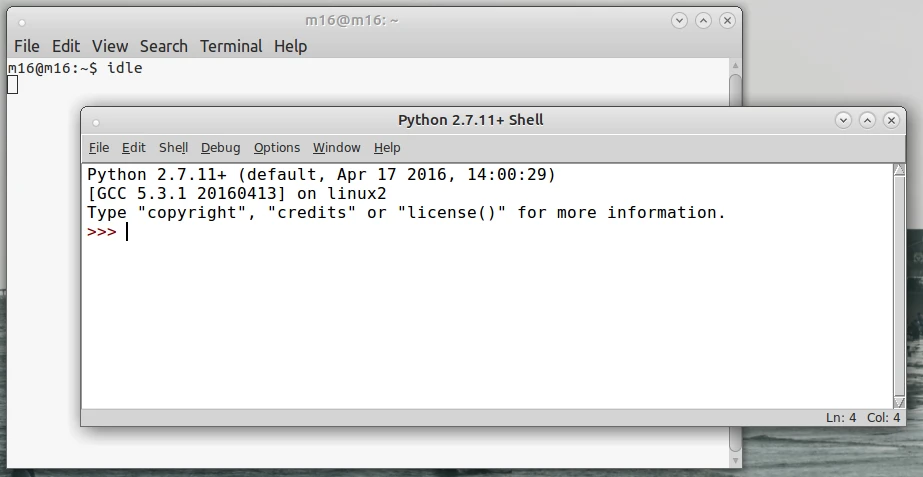 m16@m16: ~
File Edit View Search Terminal Help
m16@m16:~$ idle
Python 2.7.11+ Shell
File Edit Shell Debug Options Window Help
Python 2.7.11+ (default, Apr 17 2016, 14:00:29)
[GCC 5.3.1 20160413] on linux2
Type "copyright", "credits" or "license()" for more information.
>>>
Ln: 4 Col: 4